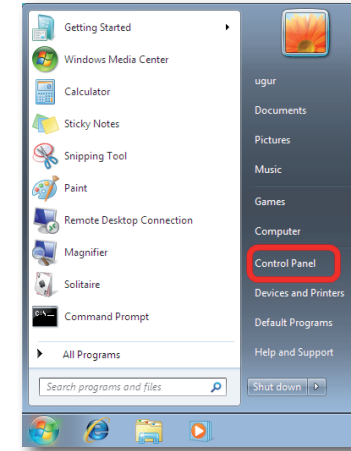 Getting Started
Windows Media Center
Calculator
Sticky Notes
Snipping Tool
Paint
Remote Desktop Connection
Magnifier
Solitaire
Command Prompt
All Programs
Search programs and files
ugur
Documents
Pictures
Music
Games
Computer
Control Panel
Devices and Printers
Default Programs
Help and Support
Shut down